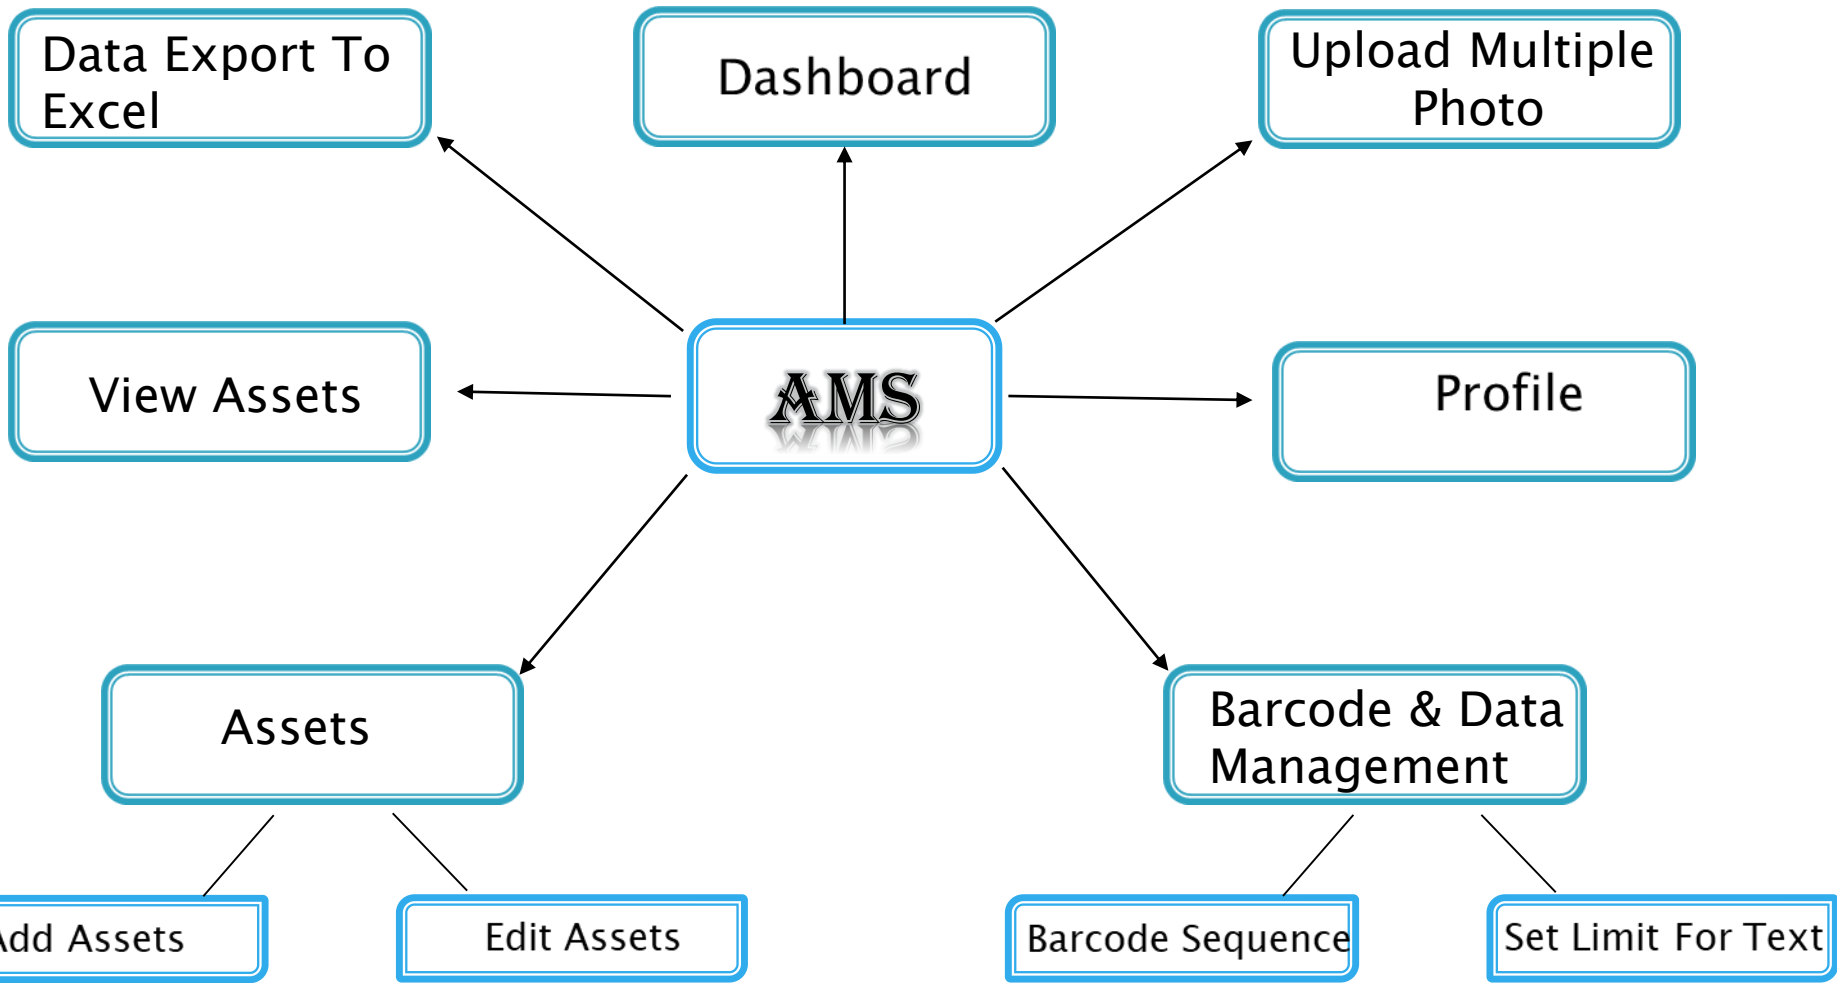 Data Export To
Excel
Dashboard
Upload Multiple
Photo
View Assets
AMS
Profile
Assets
Barcode & Data
Management
Add Assets
Edit Assets
Barcode Sequence
Set Limit For Text